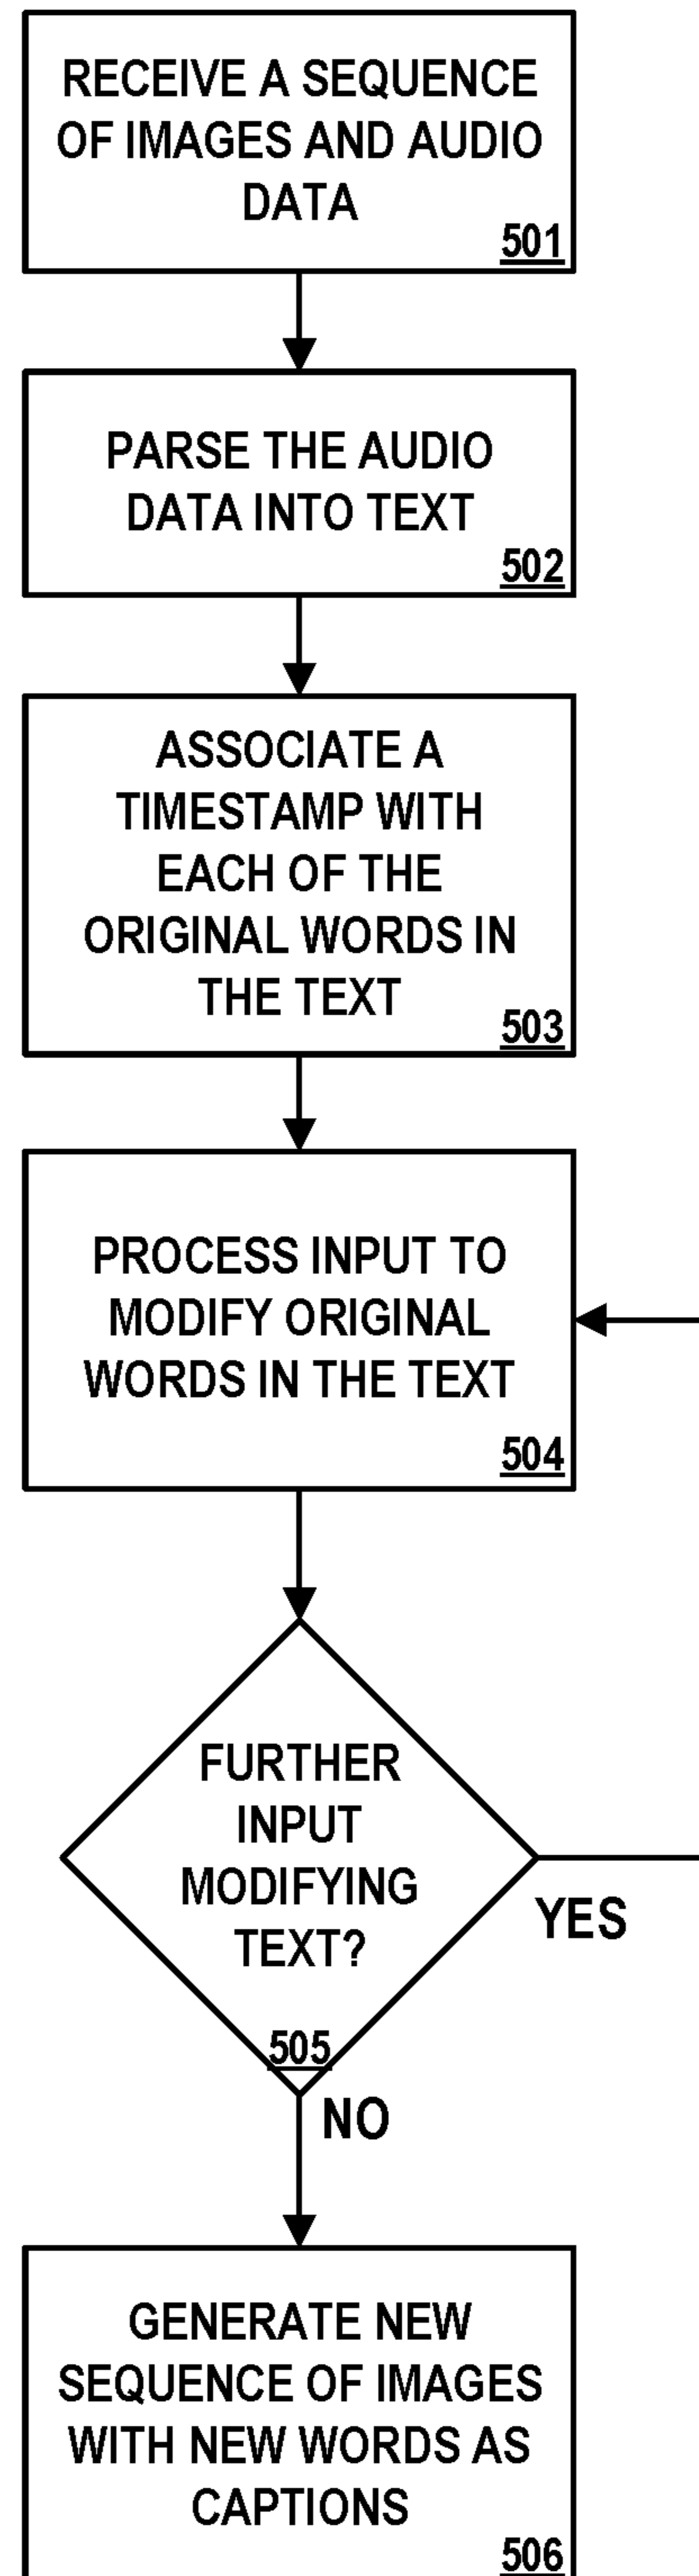 RECEIVE A SEQUENCE
OF IMAGES AND AUDIO
DATA
501
PARSE THE AUDIO
DATA INTO TEXT
502
ASSOCIATE A
TIMESTAMP WITH
EACH OF THE
ORIGINAL WORDS IN
THE TEXT
503
PROCESS INPUT TO
MODIFY ORIGINAL
WORDS IN THE TEXT
504
FURTHER
INPUT
MODIFYING
TEXT?
505
YES
NO
GENERATE NEW
SEQUENCE OF IMAGES
WITH NEW WORDS AS
CAPTIONS
506